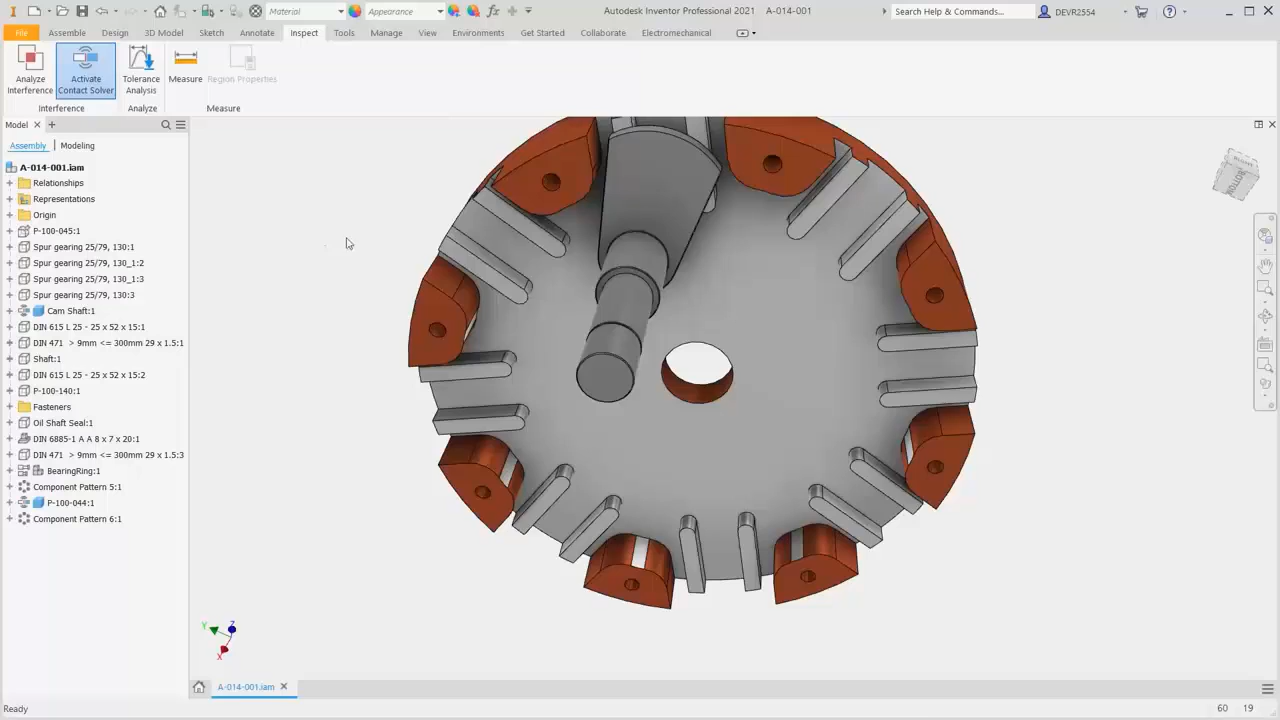 Material
Appearance
Autodesk Inventor Professional 2021 A-014-001
Search Help & Commands...
DEVR2554
File
Assembly
Design
3D Model
Sketch
Annotate
Inspect
Tools
Manage
View
Environments
Get Started
Collaborate
Electromechanical
Analyze
Interference
Activate
Contact Solver
Tolerance
Analysis
Measure
Region Properties
Interference
Analyze
Measure
Model
Assembly
Modeling
A-014-001.iam
Relationships
Representations
Origin
P-100-045:1
Spur gearing 25/79, 130:1
Spur gearing 25/79, 130_1:2
Spur gearing 25/79, 130_1:3
Spur gearing 25/79, 130:3
Cam Shaft:1
DIN 615 L 25 - 25 x 52 x 15:1
DIN 471 > 9mm <= 300mm 29 x 1.5:1
Shaft:1
DIN 615 L 25 - 25 x 52 x 15:2
P-100-140:1
Fasteners
Oil Shaft Seal:1
DIN 6885-1 A A 8 x 7 x 20:1
DIN 471 > 9mm <= 300mm 29 x 1.5:3
BearingRing:1
Component Pattern 5:1
P-100-044:1
Component Pattern 6:1
Y
Z
X
A-014-001.iam
Ready
60
19